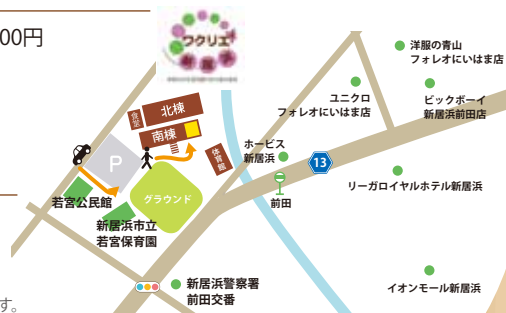 00円
ワクリエ
新居浜
洋服の青山
フォレオにいはま店
ユニクロ
フォレオにいはま店
ビックボーイ
新居浜前田店
食堂
北棟
南棟
体育館
ホービス
新居浜
13
P
リーガロイヤルホテル新居浜
前田
若宮公民館
グラウンド
新居浜市立
若宮保育園
新居浜警察署
前田交番
イオンモール新居浜
す。